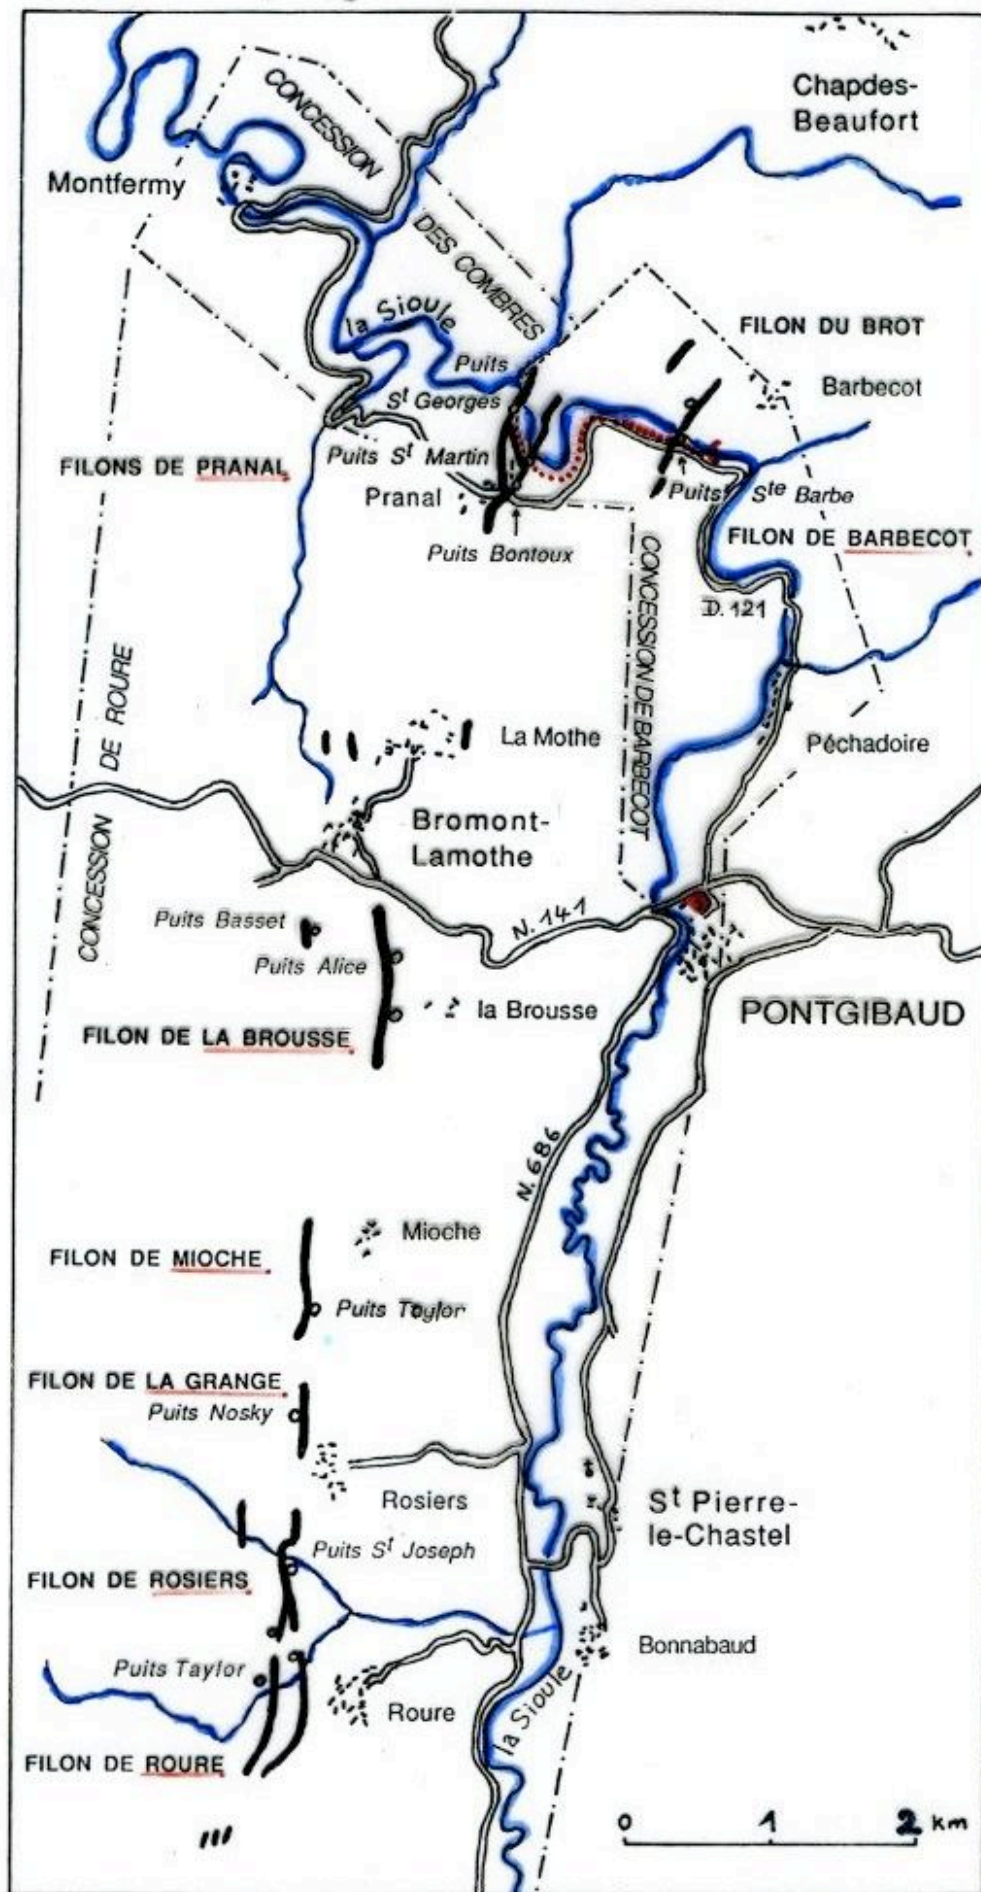 Chapdes-
Beaufort
CONCESSION
DES COMBRES
Montfermy
la Sioule
FILON DU BROT
Puits
St Georges
Barbecot
Puits St Martin
FILONS DE PRANAL
Pranal
Puits
Ste Barbe
Puits Bontoux
FILON DE BARBECOT
D.121
CONCESSION DE BARBECOT
CONCESSION
DE ROURE
La Mothe
Péchadoire
Bromont-
Lamothe
Puits Basset
N.141
Puits Alice
la Brousse
PONTGIBAUD
FILON DE LA BROUSSE
N.686
Mioche
FILON DE MIOCHE
Puits Taylor
FILON DE LA GRANGE
Puits Nosky
Rosiers
St Pierre-
le-Chastel
Puits St Joseph
FILON DE ROSIERS
Bonnabaud
Puits Taylor
Roure
la Sioule
FILON DE ROURE
0 1 2 km